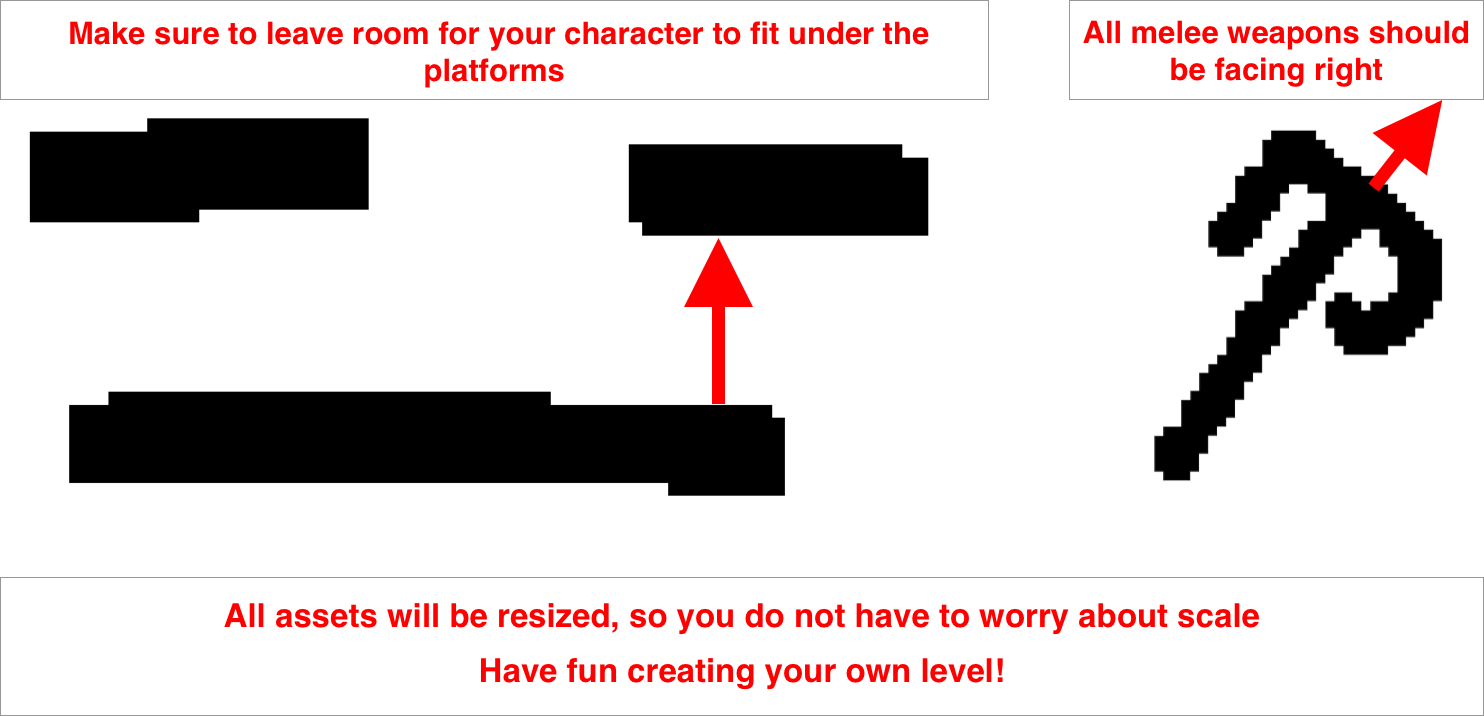 Make sure to leave room for your character to fit under the
platforms
All melee weapons should
be facing right
All assets will be resized, so you do not have to worry about scale
Have fun creating your own level!